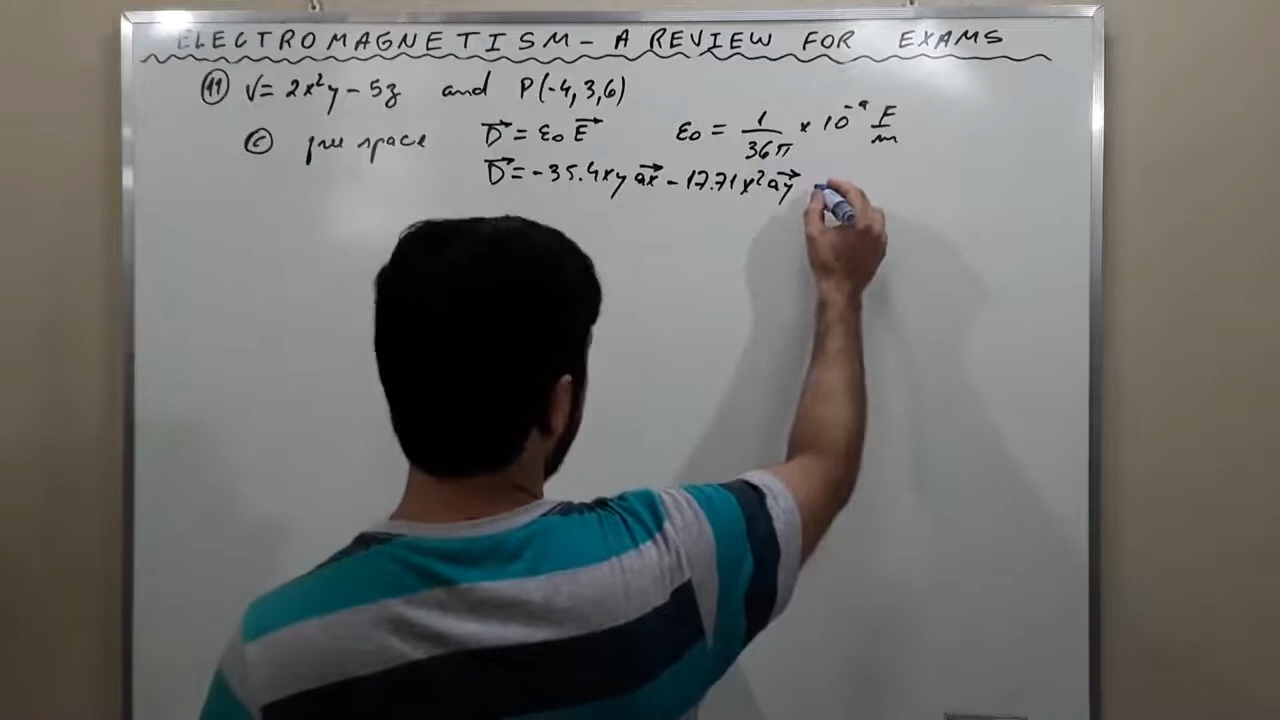 ELECTROMAGNETISM - A REVIEW FOR EXAMS
11 V = 2x²y - 5z and P(-4, 3, 6)
C free space D⃗ = ε₀E⃗ ε₀ = 1/36π × 10⁻⁹ F/m
D⃗ = -35.4xy a⃗x - 17.71x² a⃗y